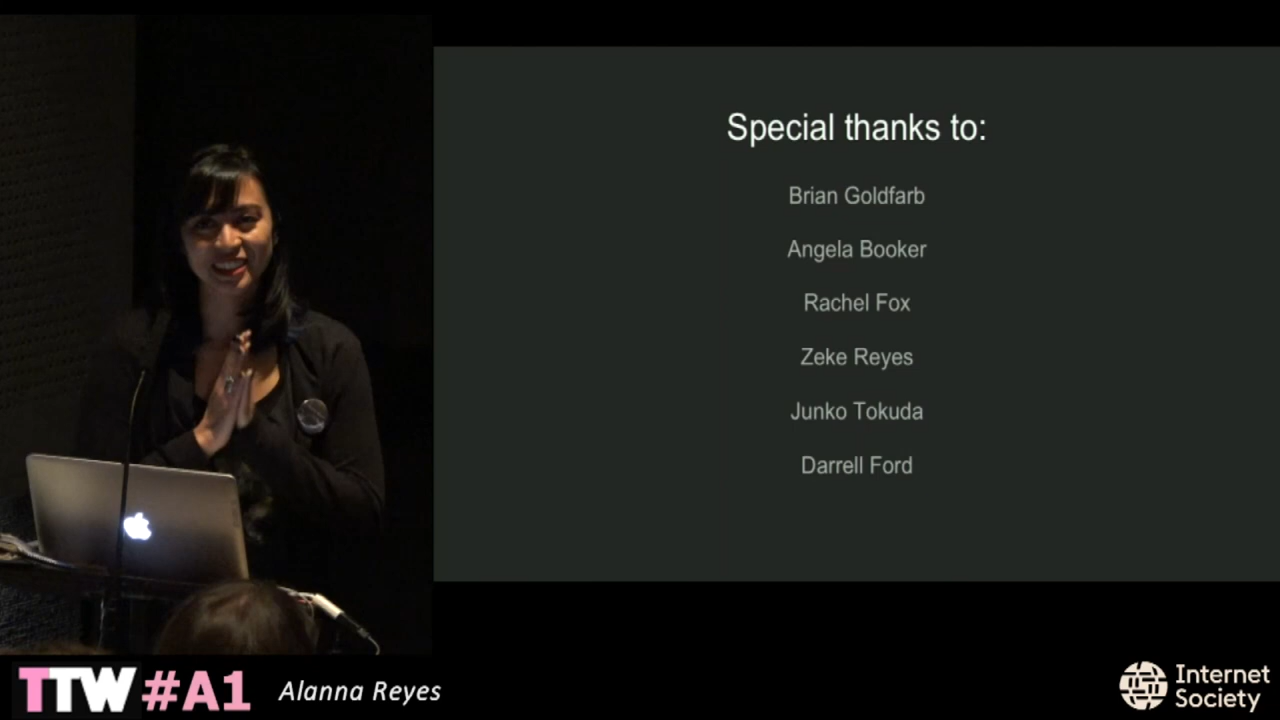 Special thanks to:
Brian Goldfarb
Angela Booker
Rachel Fox
Zeke Reyes
Junko Tokuda
Darrell Ford
TTW#A1
Alanna Reyes
Internet
Society